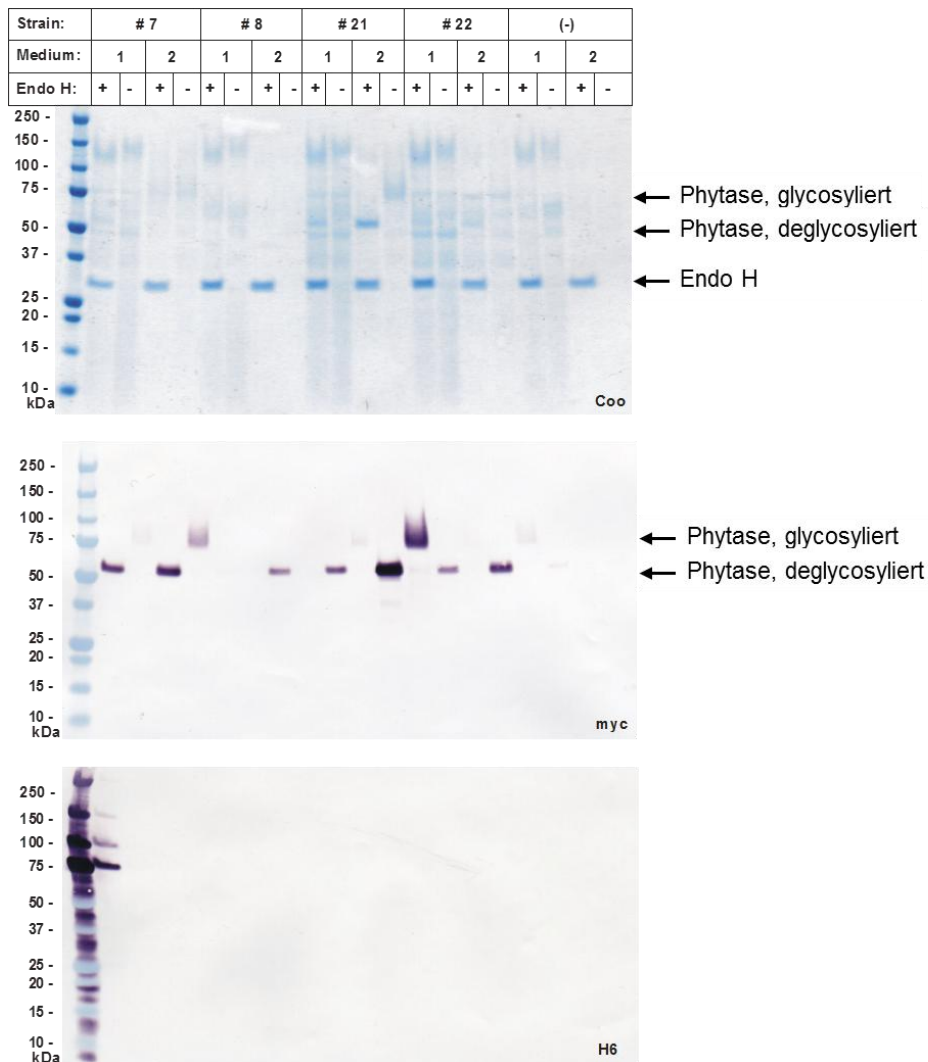 Strain: # 7 # 8 # 21 # 22 (-)
Medium: 1 2 1 2 1 2 1 2 1 2
Endo H: + - + - + - + - + - + - + - + - + - + -
250 -
150 -
100 -
75 -
Phytase, glycosyliert
50 -
Phytase, deglycosyliert
37 -
Endo H
25 -
20 -
15 -
10 -
kDa
Coo
250 -
150 -
100 -
75 -
Phytase, glycosyliert
50 -
Phytase, deglycosyliert
37 -
25 -
20 -
15 -
10 -
kDa
myc
250 -
150 -
100 -
75 -
50 -
37 -
25 -
20 -
15 -
10 -
kDa
H6